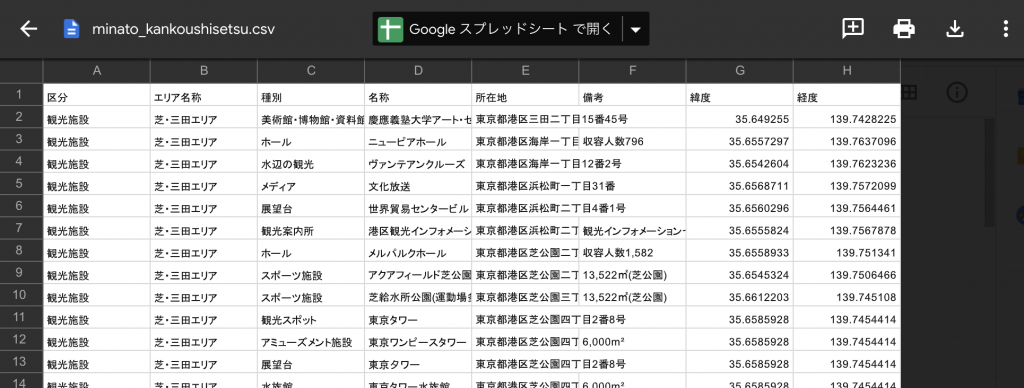 minato_kankoushisetsu.csv Google スプレッドシート で開く
A B C D E F G H
1 区分 エリア名称 種別 名称 所在地 備考 緯度 経度
2 観光施設 芝・三田エリア 美術館・博物館・資料館 慶應義塾大学アート・セ 東京都港区三田二丁目15番45号 35.649255 139.7428225
3 観光施設 芝・三田エリア ホール ニューピアホール 東京都港区海岸一丁目 収容人数796 35.6557297 139.7637096
4 観光施設 芝・三田エリア 水辺の観光 ヴァンテアンクルーズ 東京都港区海岸一丁目12番2号 35.6542604 139.7623236
5 観光施設 芝・三田エリア メディア 文化放送 東京都港区浜松町一丁目31番 35.6568711 139.7572099
6 観光施設 芝・三田エリア 展望台 世界貿易センタービル 東京都港区浜松町二丁目4番1号 35.6560296 139.7564461
7 観光施設 芝・三田エリア 観光案内所 港区観光インフォメーシ 東京都港区浜松町二丁 観光インフォメーション 35.6555824 139.7567878
8 観光施設 芝・三田エリア ホール メルパルクホール 東京都港区芝公園二丁 収容人数1,582 35.6558933 139.751341
9 観光施設 芝・三田エリア スポーツ施設 アクアフィールド芝公園 東京都港区芝公園二丁 13,522㎡(芝公園) 35.6545324 139.7506466
10 観光施設 芝・三田エリア スポーツ施設 芝給水所公園(運動場 東京都港区芝公園三丁 13,522㎡(芝公園) 35.6612203 139.745108
11 観光施設 芝・三田エリア 観光スポット 東京タワー 東京都港区芝公園四丁目2番8号 35.6585928 139.7454414
12 観光施設 芝・三田エリア アミューズメント施設 東京ワンピースタワー 東京都港区芝公園四丁 6,000m² 35.6585928 139.7454414
13 観光施設 芝・三田エリア 展望台 東京タワー 東京都港区芝公園四丁目2番8号 35.6585928 139.7454414
14 観光施設 芝・三田エリア 水族館 東京タワー水族館 東京都港区芝公園四丁 6,000m² 35.6585928 139.7454414